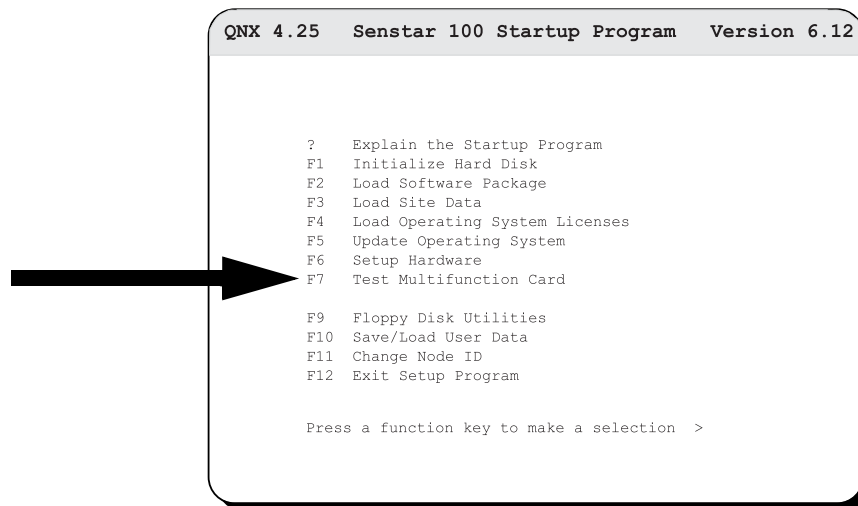 QNX 4.25 Senstar 100 Startup Program Version 6.12
? Explain the Startup Program
F1 Initialize Hard Disk
F2 Load Software Package
F3 Load Site Data
F4 Load Operating System Licenses
F5 Update Operating System
F6 Setup Hardware
F7 Test Multifunction Card
F9 Floppy Disk Utilities
F10 Save/Load User Data
F11 Change Node ID
F12 Exit Setup Program
Press a function key to make a selection >